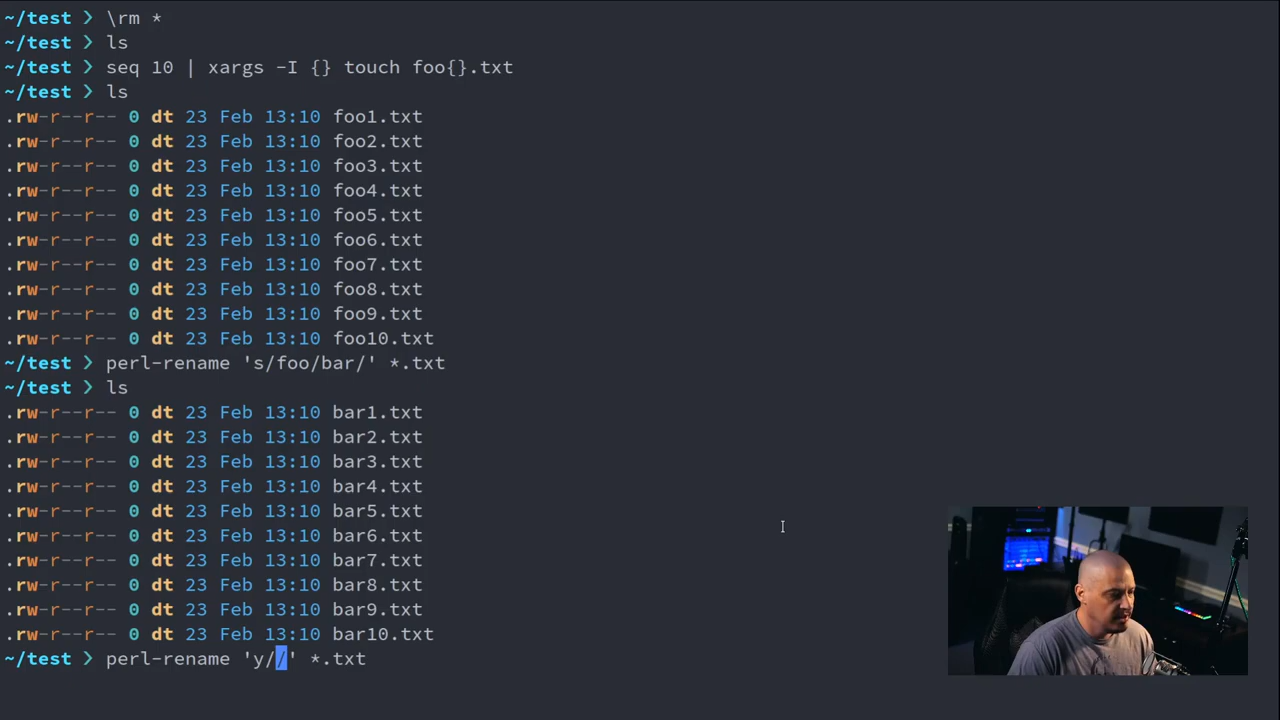 ~/test ❯ \rm *
~/test ❯ ls
~/test ❯ seq 10 | xargs -I {} touch foo{}.txt
~/test ❯ ls
.rw-r--r-- 0 dt 23 Feb 13:10 foo1.txt
.rw-r--r-- 0 dt 23 Feb 13:10 foo2.txt
.rw-r--r-- 0 dt 23 Feb 13:10 foo3.txt
.rw-r--r-- 0 dt 23 Feb 13:10 foo4.txt
.rw-r--r-- 0 dt 23 Feb 13:10 foo5.txt
.rw-r--r-- 0 dt 23 Feb 13:10 foo6.txt
.rw-r--r-- 0 dt 23 Feb 13:10 foo7.txt
.rw-r--r-- 0 dt 23 Feb 13:10 foo8.txt
.rw-r--r-- 0 dt 23 Feb 13:10 foo9.txt
.rw-r--r-- 0 dt 23 Feb 13:10 foo10.txt
~/test ❯ perl-rename 's/foo/bar/' *.txt
~/test ❯ ls
.rw-r--r-- 0 dt 23 Feb 13:10 bar1.txt
.rw-r--r-- 0 dt 23 Feb 13:10 bar2.txt
.rw-r--r-- 0 dt 23 Feb 13:10 bar3.txt
.rw-r--r-- 0 dt 23 Feb 13:10 bar4.txt
.rw-r--r-- 0 dt 23 Feb 13:10 bar5.txt
.rw-r--r-- 0 dt 23 Feb 13:10 bar6.txt
.rw-r--r-- 0 dt 23 Feb 13:10 bar7.txt
.rw-r--r-- 0 dt 23 Feb 13:10 bar8.txt
.rw-r--r-- 0 dt 23 Feb 13:10 bar9.txt
.rw-r--r-- 0 dt 23 Feb 13:10 bar10.txt
~/test ❯ perl-rename 'y//' *.txt